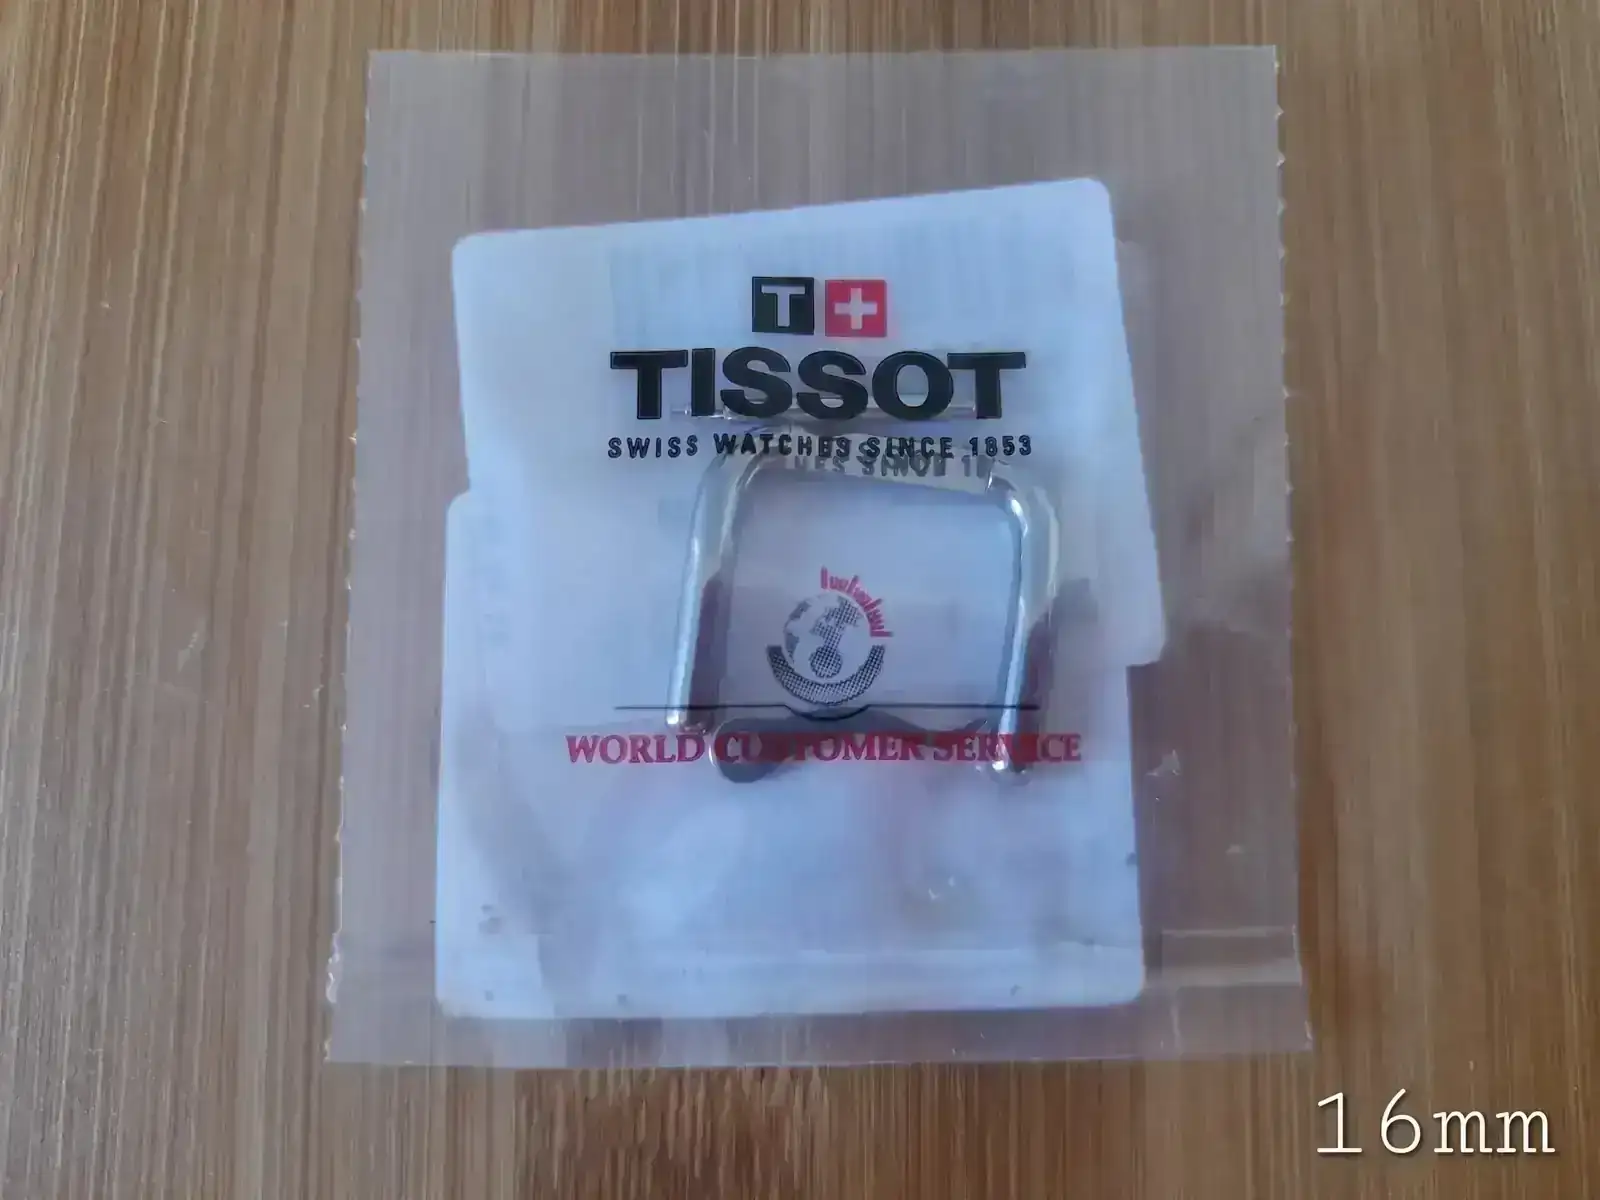 T
TISSOT
SWISS WATCHES SINCE 1853
WORLD CUSTOMER SERVICE
16mm